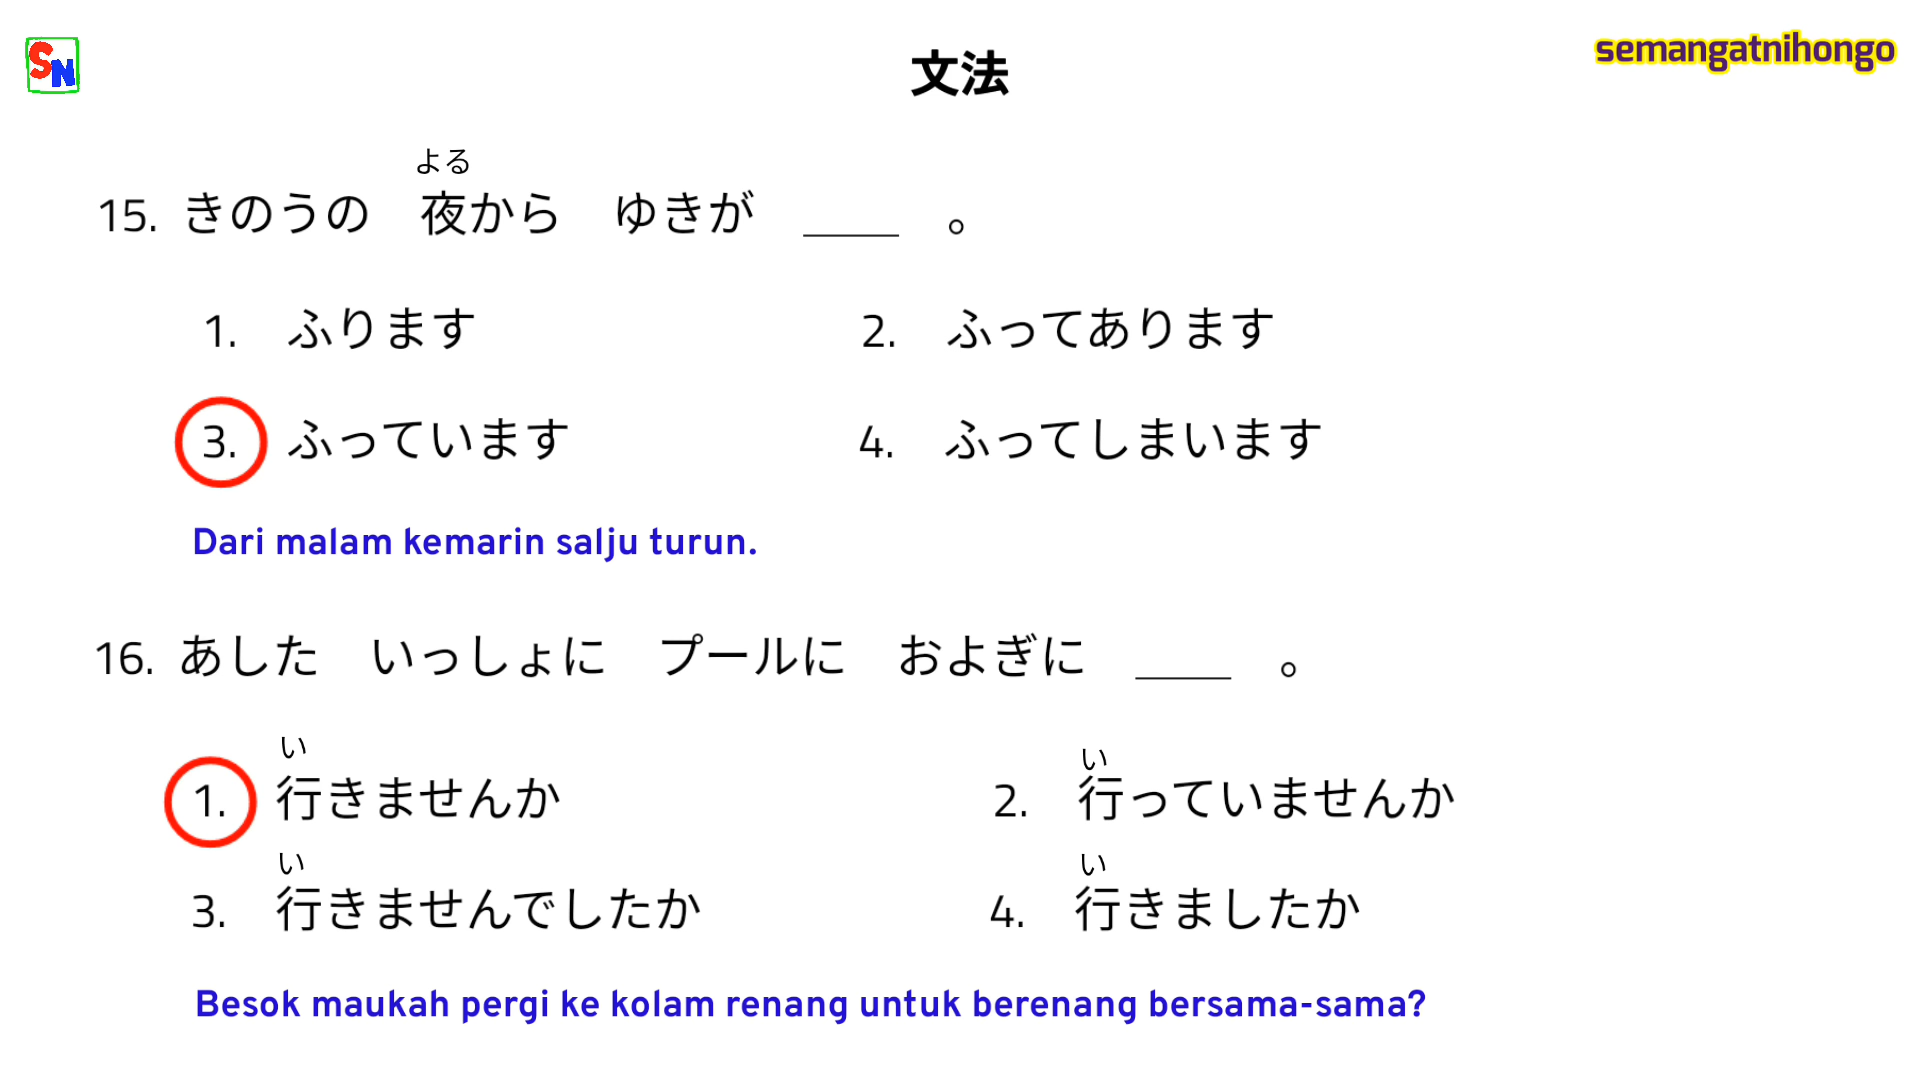 SN
文法
semangatnihongo
よる
15. きのうの 夜から ゆきが ____ 。
1. ふります 2. ふってあります
3. ふっています 4. ふってしまいます
Dari malam kemarin salju turun.
16. あした いっしょに プールに およぎに ____ 。
い い
1. 行きませんか 2. 行っていませんか
い い
3. 行きませんでしたか 4. 行きましたか
Besok maukah pergi ke kolam renang untuk berenang bersama-sama?